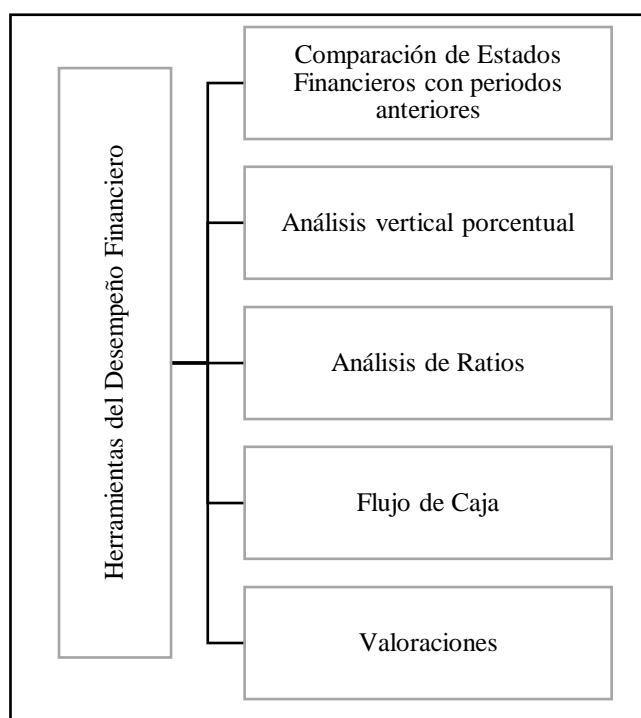 Herramientas del Desempeño Financiero
Comparación de Estados
Financieros con periodos
anteriores
Análisis vertical porcentual
Análisis de Ratios
Flujo de Caja
Valoraciones